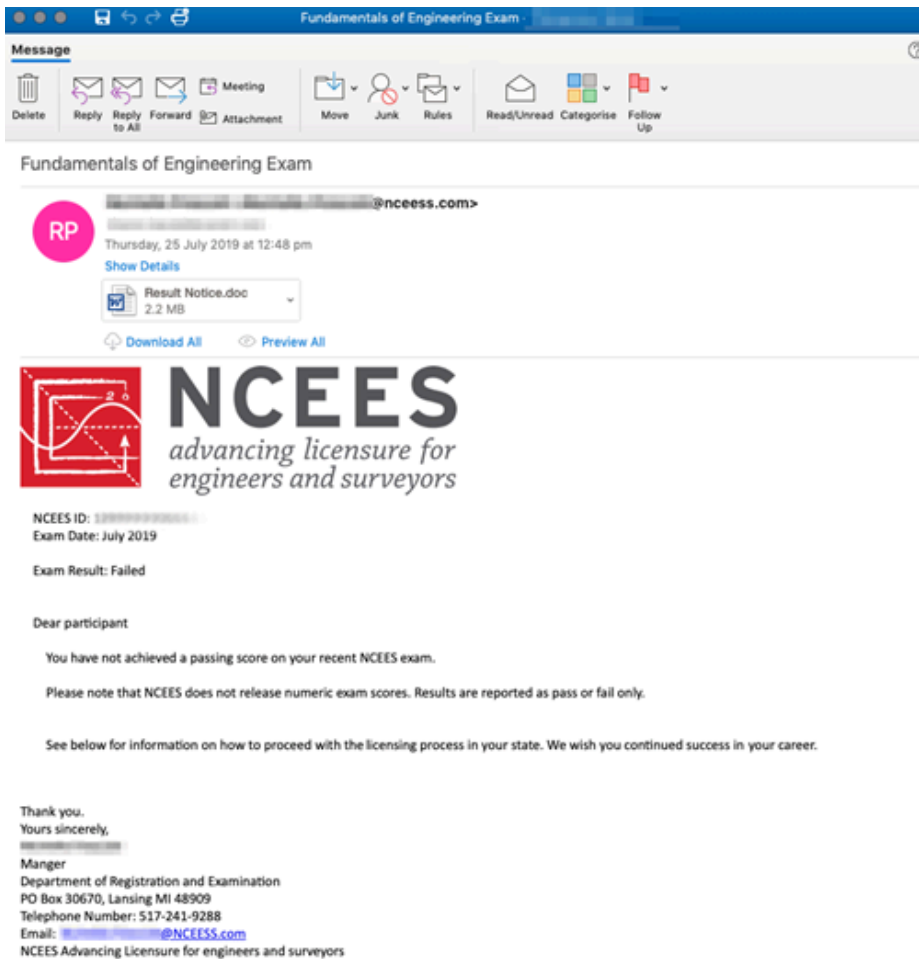 Fundamentals of Engineering Exam -
Message
Delete
Reply
Reply to All
Forward
Meeting
Attachment
Move
Junk
Rules
Read/Unread
Categorise
Follow Up
Fundamentals of Engineering Exam
RP
@nceess.com>
Thursday, 25 July 2019 at 12:48 pm
Show Details
Result Notice.doc
2.2 MB
Download All
Preview All
2
NCEES
advancing licensure for
engineers and surveyors
NCEES ID:
Exam Date: July 2019
Exam Result: Failed
Dear participant
You have not achieved a passing score on your recent NCEES exam.
Please note that NCEES does not release numeric exam scores. Results are reported as pass or fail only.
See below for information on how to proceed with the licensing process in your state. We wish you continued success in your career.
Thank you.
Yours sincerely,
Manger
Department of Registration and Examination
PO Box 30670, Lansing MI 48909
Telephone Number: 517-241-9288
Email: @NCEESS.com
NCEES Advancing Licensure for engineers and surveyors